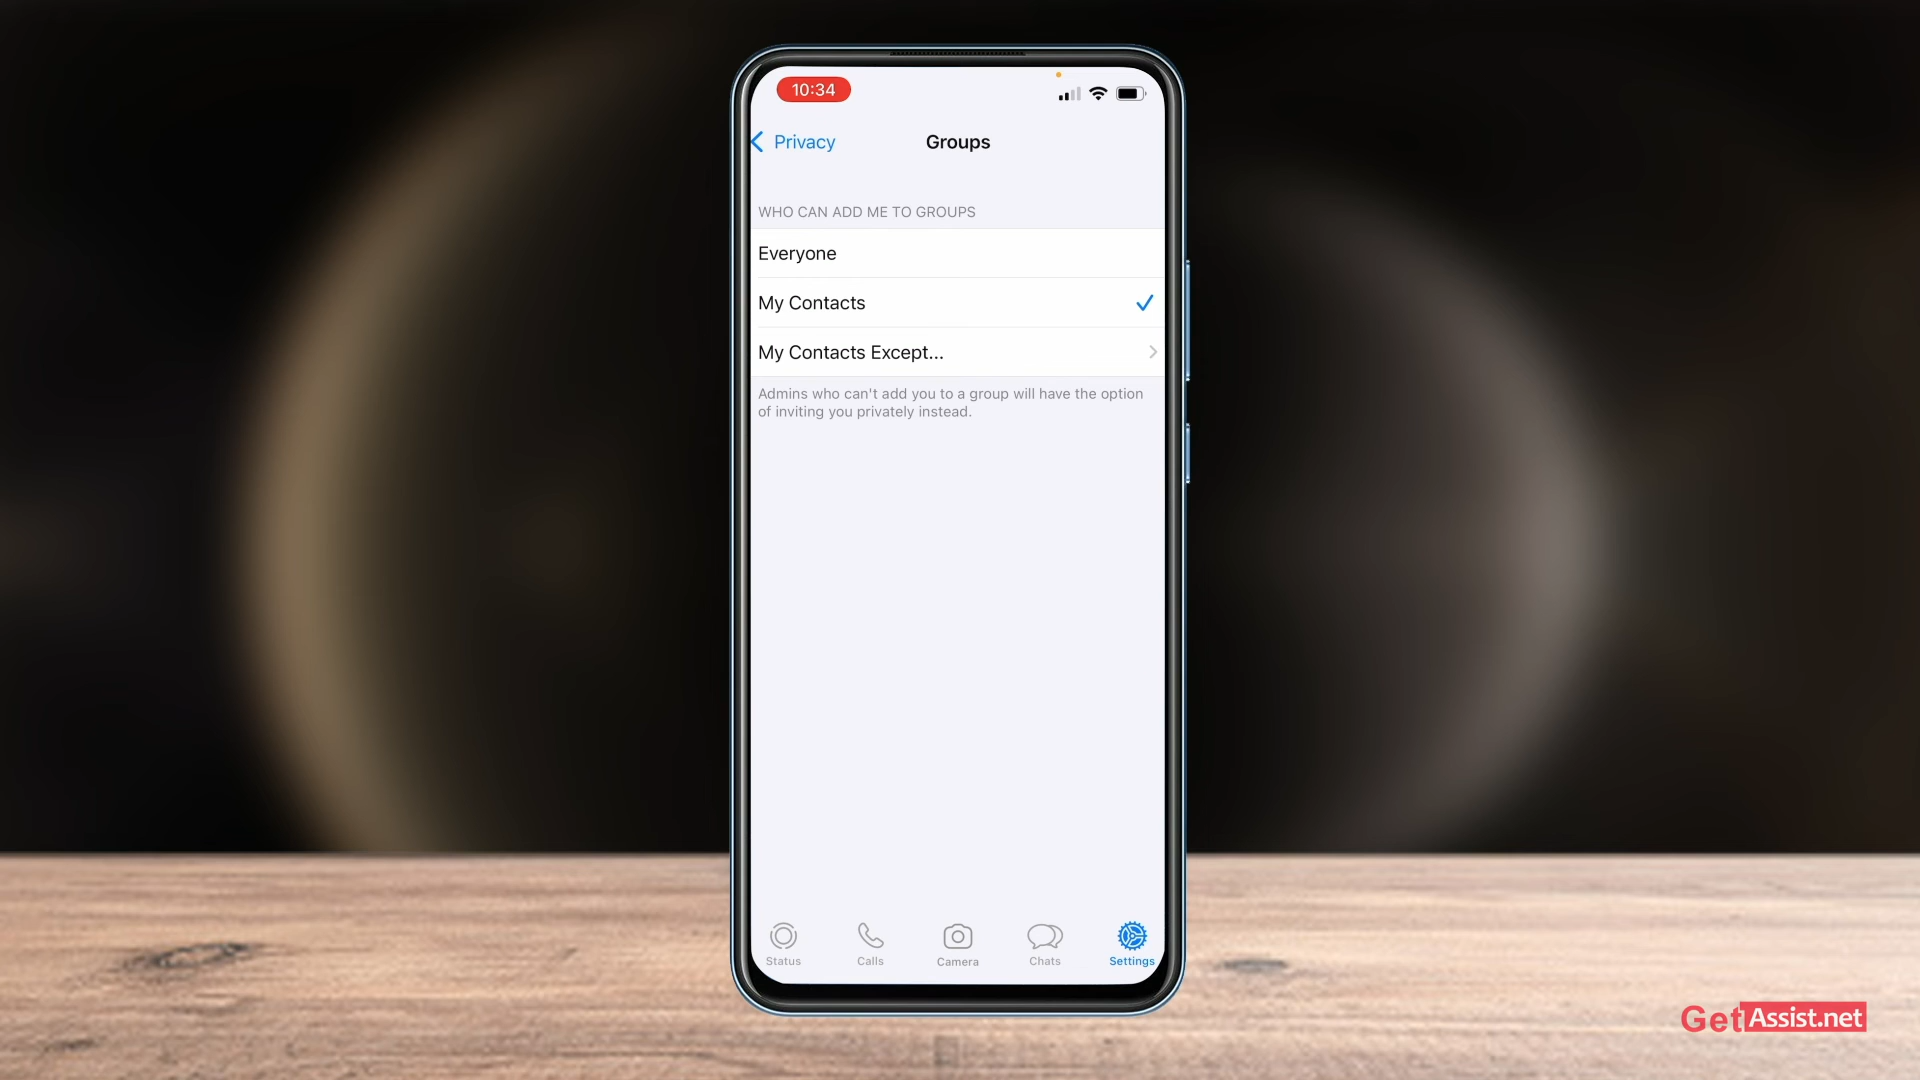 10:34
Privacy
Groups
WHO CAN ADD ME TO GROUPS
Everyone
My Contacts
My Contacts Except...
Admins who can't add you to a group will have the option
of inviting you privately instead.
Status
Calls
Camera
Chats
Settings
GetAssist.net